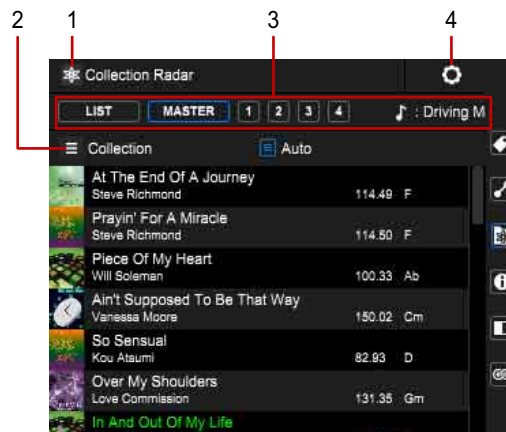 2 1 3 4
Collection Radar
LIST MASTER 1 2 3 4 : Driving M
Collection Auto
At The End Of A Journey
Steve Richmond 114.49 F
Prayin' For A Miracle
Steve Richmond 114.50 F
Piece Of My Heart
Will Soleman 100.33 Ab
Ain't Supposed To Be That Way
Vanessa Moore 150.02 Cm
So Sensual
Kou Atsumi 82.93 D
Over My Shoulders
Love Commission 131.35 Gm
In And Out Of My Life